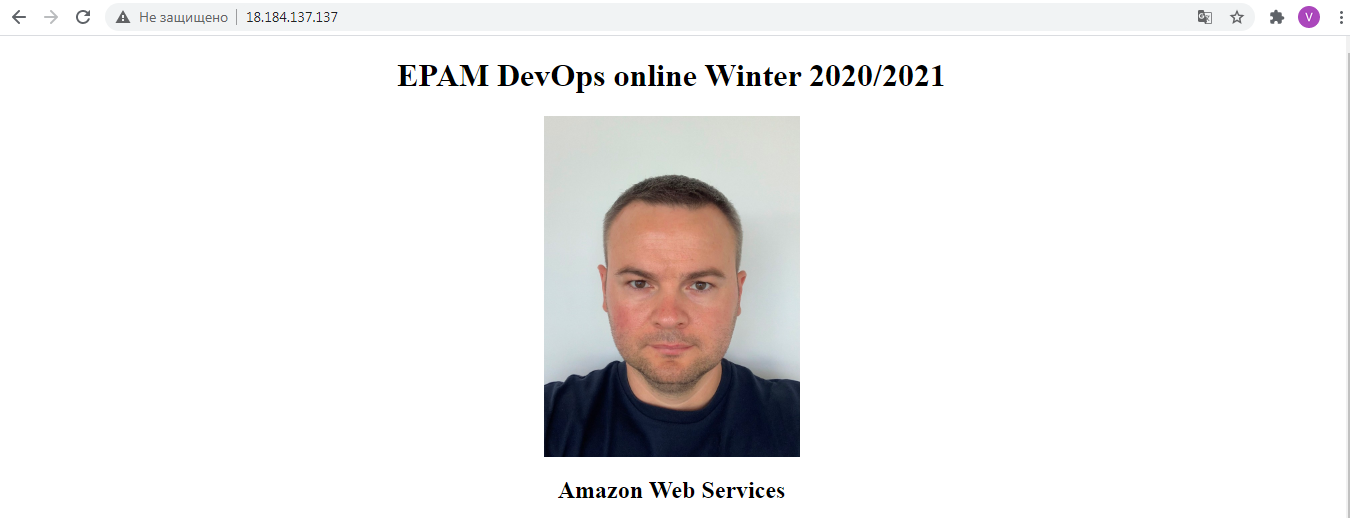 Не защищено 18.184.137.137
V
EPAM DevOps online Winter 2020/2021
Amazon Web Services